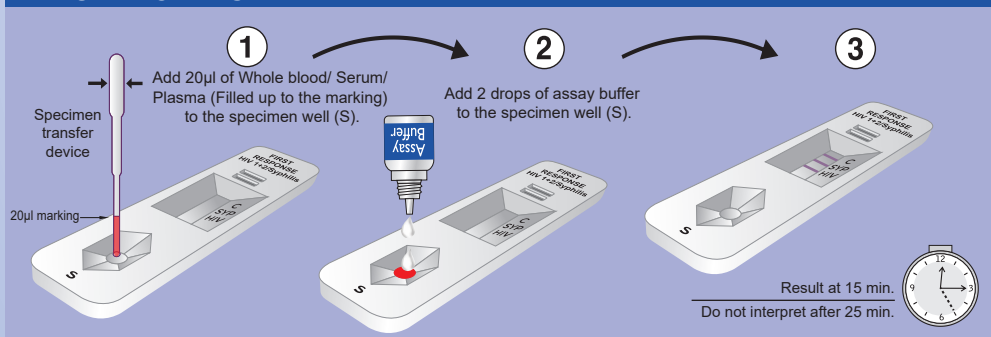 1
Add 20µl of Whole blood/ Serum/
Plasma (Filled up to the marking)
to the specimen well (S).
Specimen
transfer
device
20µl marking
FIRST
RESPONSE
HIV 1+2/Syphilis
C
SYP
HIV
S
2
Add 2 drops of assay buffer
to the specimen well (S).
Assay
Buffer
FIRST
RESPONSE
HIV 1+2/Syphilis
C
SYP
HIV
S
3
FIRST
RESPONSE
HIV 1+2/Syphilis
C
SYP
HIV
S
Result at 15 min.
Do not interpret after 25 min.
12
9
3
6